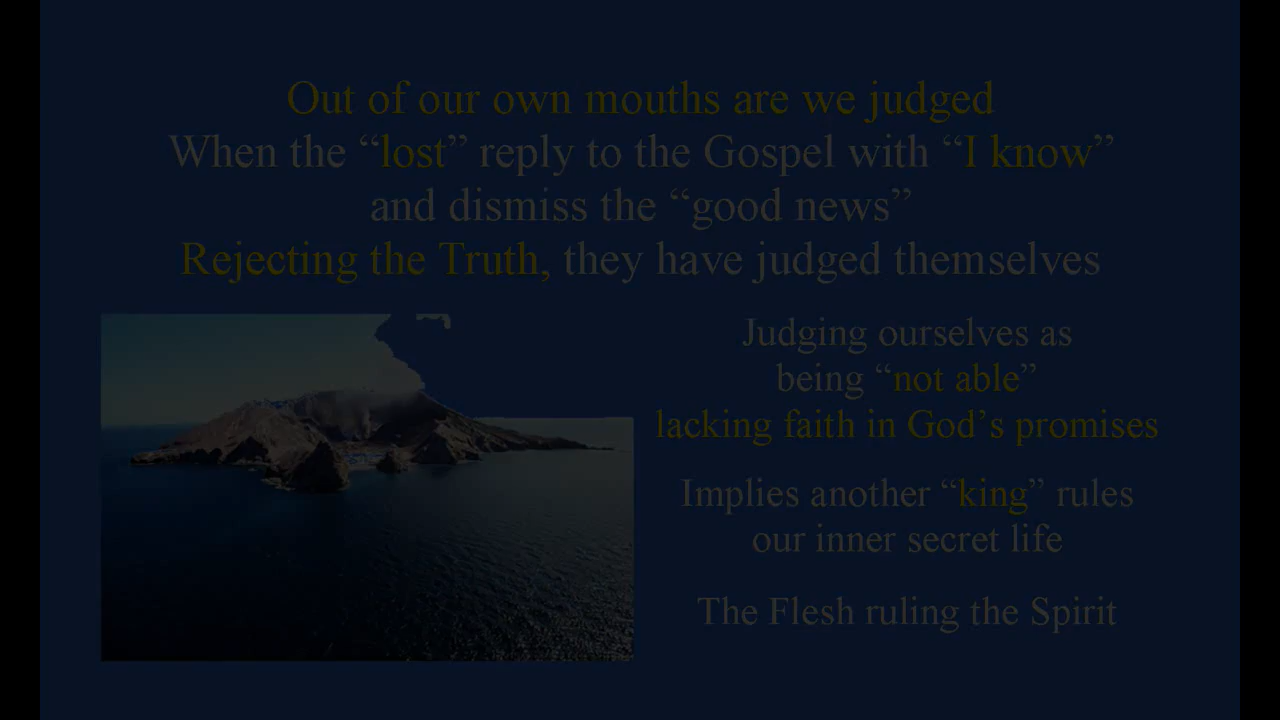 Out of our own mouths are we judged
When the “lost” reply to the Gospel with “I know”
and dismiss the “good news”
Rejecting the Truth, they have judged themselves
Judging ourselves as
being “not able”
lacking faith in God’s promises
Implies another “king” rules
our inner secret life
The Flesh ruling the Spirit